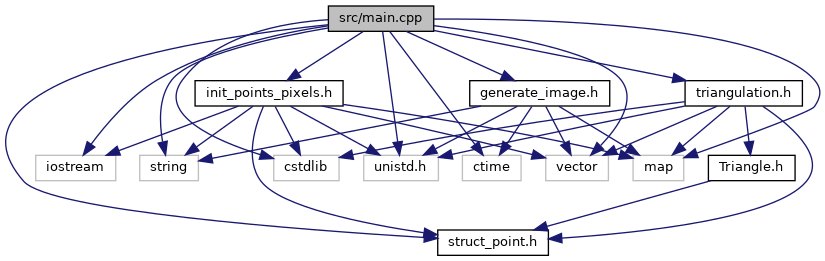 src/main.cpp
init_points_pixels.h
generate_image.h
triangulation.h
iostream
string
cstdlib
unistd.h
ctime
vector
map
Triangle.h
struct_point.h